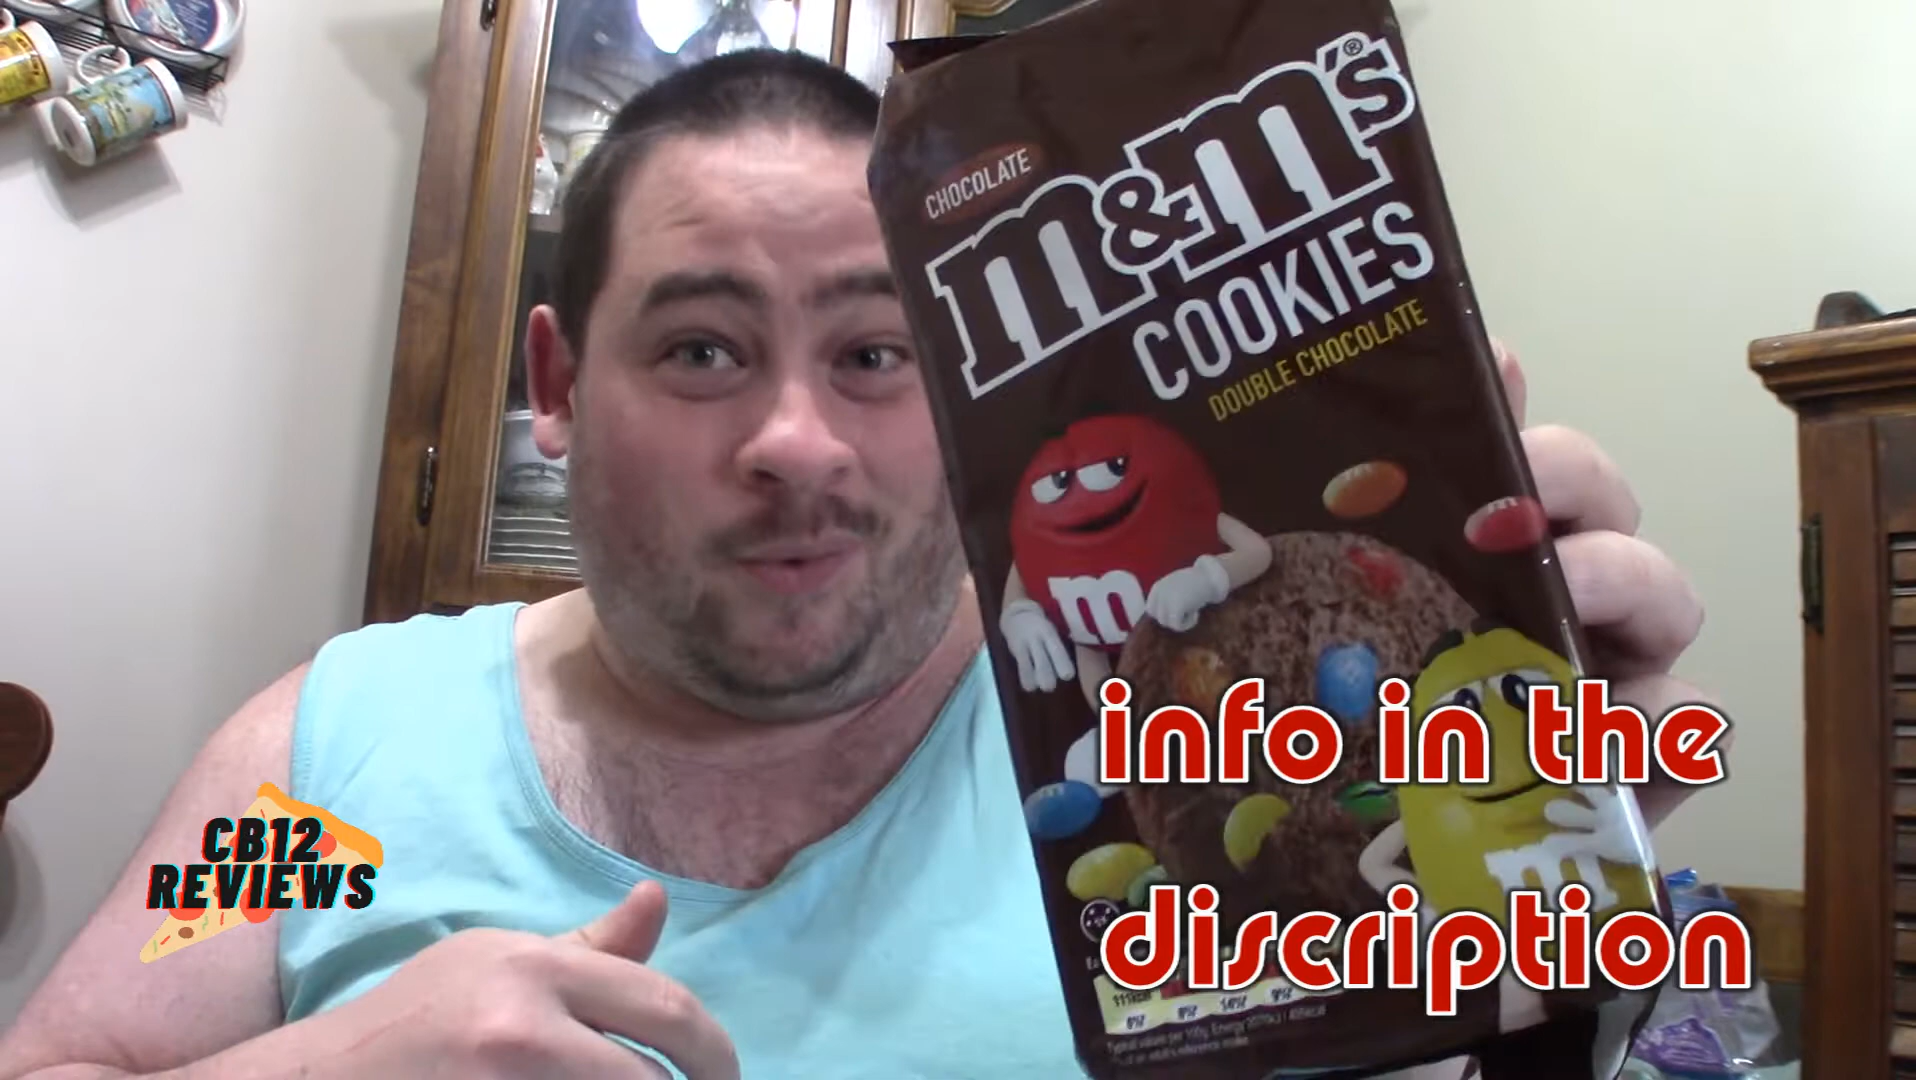 CHOCOLATE
m&m's®
COOKIES
DOUBLE CHOCOLATE
m
m
info in the
discription
CB12
REVIEWS